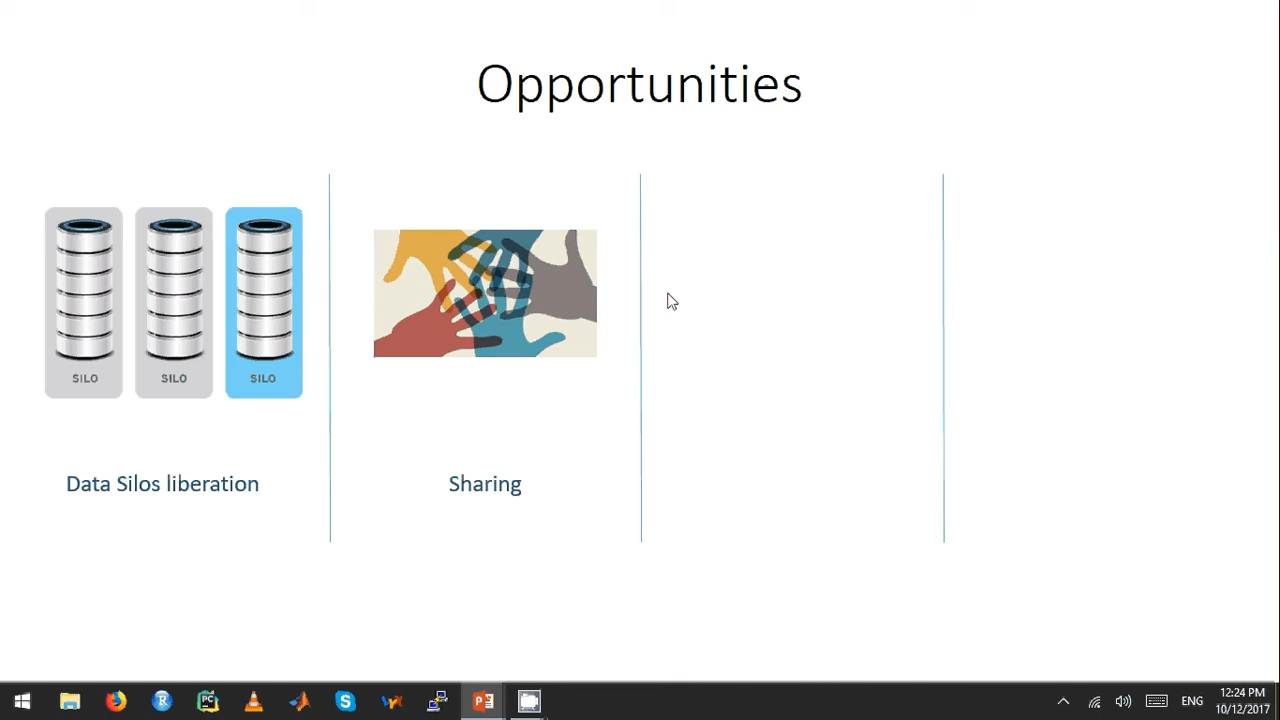 Opportunities
SILO SILO SILO
Data Silos liberation
Sharing
ENG
12:24 PM
10/12/2017